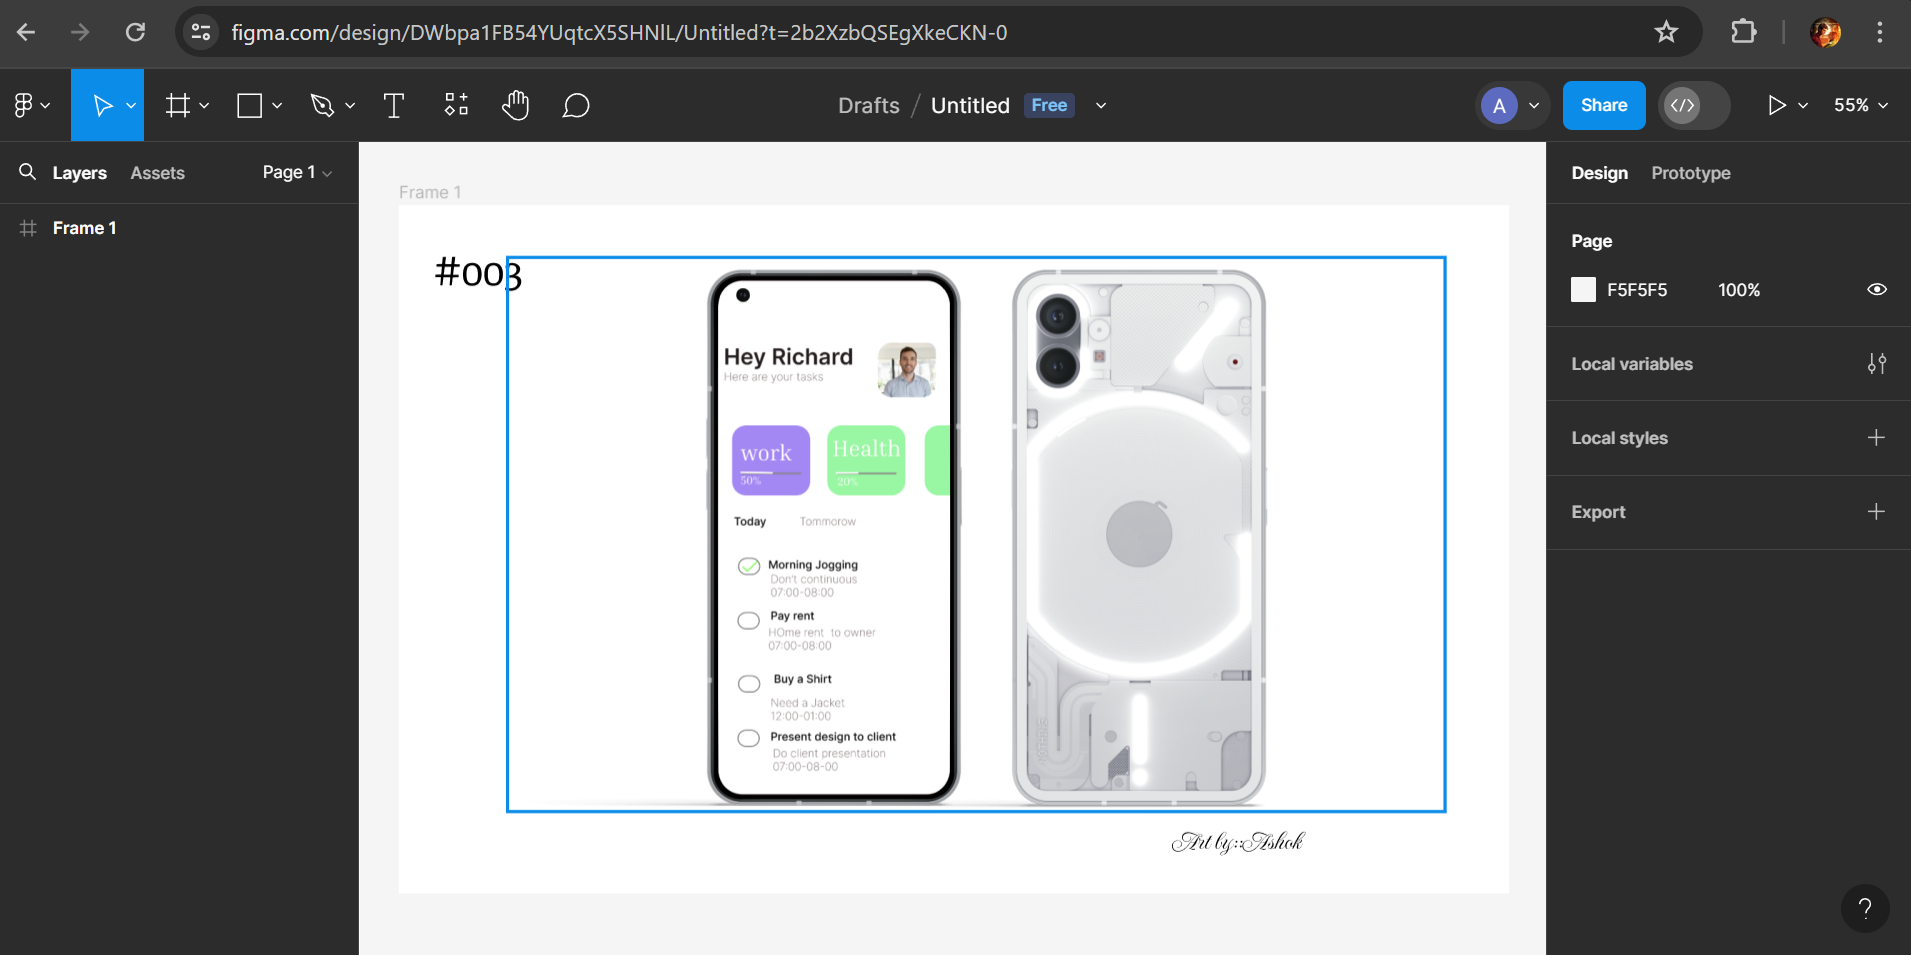 figma.com/design/DWbpa1FB54YUqtcX5SHNlL/Untitled?t=2b2XzbQSEgXkeCKN-0
Drafts / Untitled Free
A
Share
55%
Layers
Assets
Page 1
Frame 1
Frame 1
#003
Hey Richard
Here are your tasks
work
50%
Health
20%
Today
Tommorow
Morning Jogging
Don't continuous
07:00-08:00
Pay rent
HOme rent to owner
07:00-08:00
Buy a Shirt
Need a Jacket
12:00-01:00
Present design to client
Do client presentation
07:00-08-00
Art by::Ashok
Design
Prototype
Page
F5F5F5
100%
Local variables
Local styles
Export
?